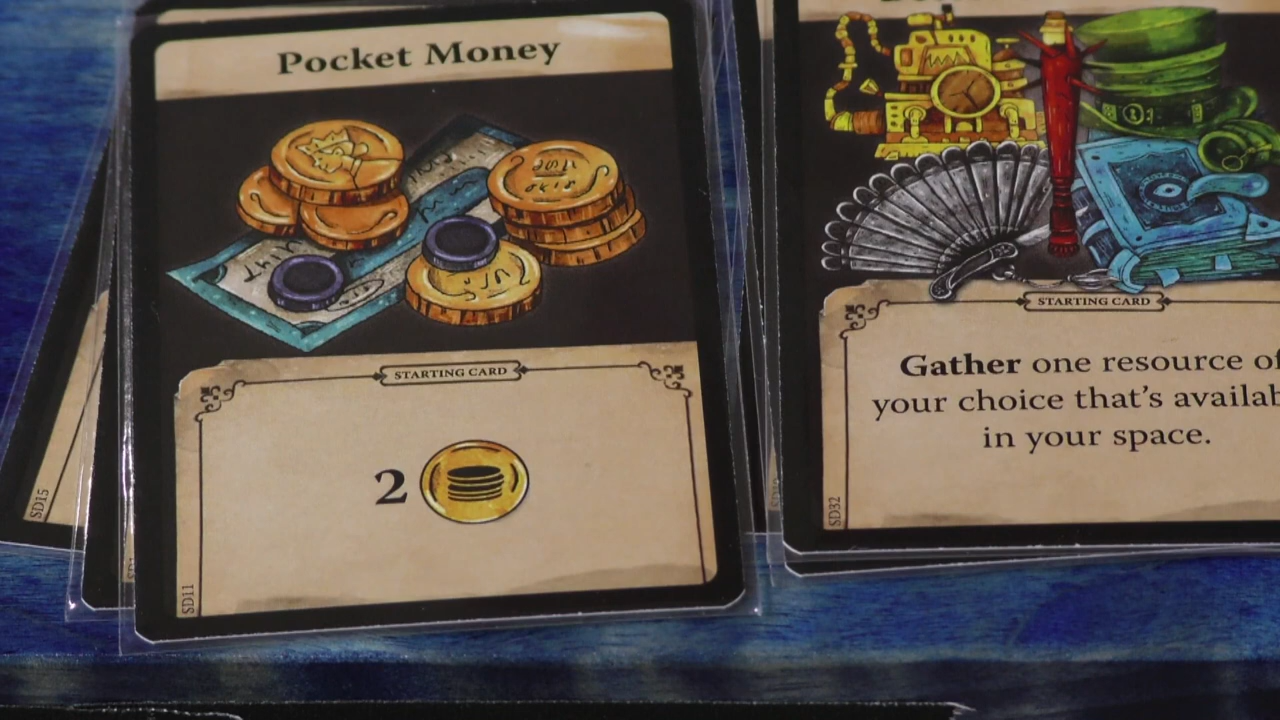 Pocket Money
STARTING CARD
2
SD11
SD15
STARTING CARD
Gather one resource of
your choice that's availab
in your space.
SD32